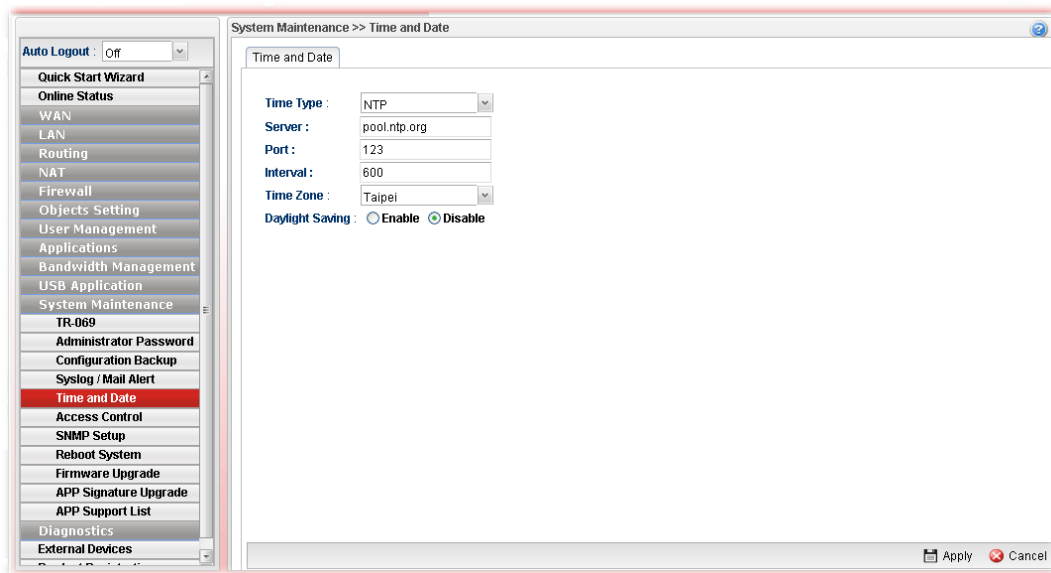 System Maintenance >> Time and Date
Auto Logout : Off
Quick Start Wizard
Online Status
WAN
LAN
Routing
NAT
Firewall
Objects Setting
User Management
Applications
Bandwidth Management
USB Application
System Maintenance
TR-069
Administrator Password
Configuration Backup
Syslog / Mail Alert
Time and Date
Access Control
SNMP Setup
Reboot System
Firmware Upgrade
APP Signature Upgrade
APP Support List
Diagnostics
External Devices
Time and Date
Time Type : NTP
Server : pool.ntp.org
Port : 123
Interval : 600
Time Zone : Taipei
Daylight Saving : Enable Disable
Apply Cancel